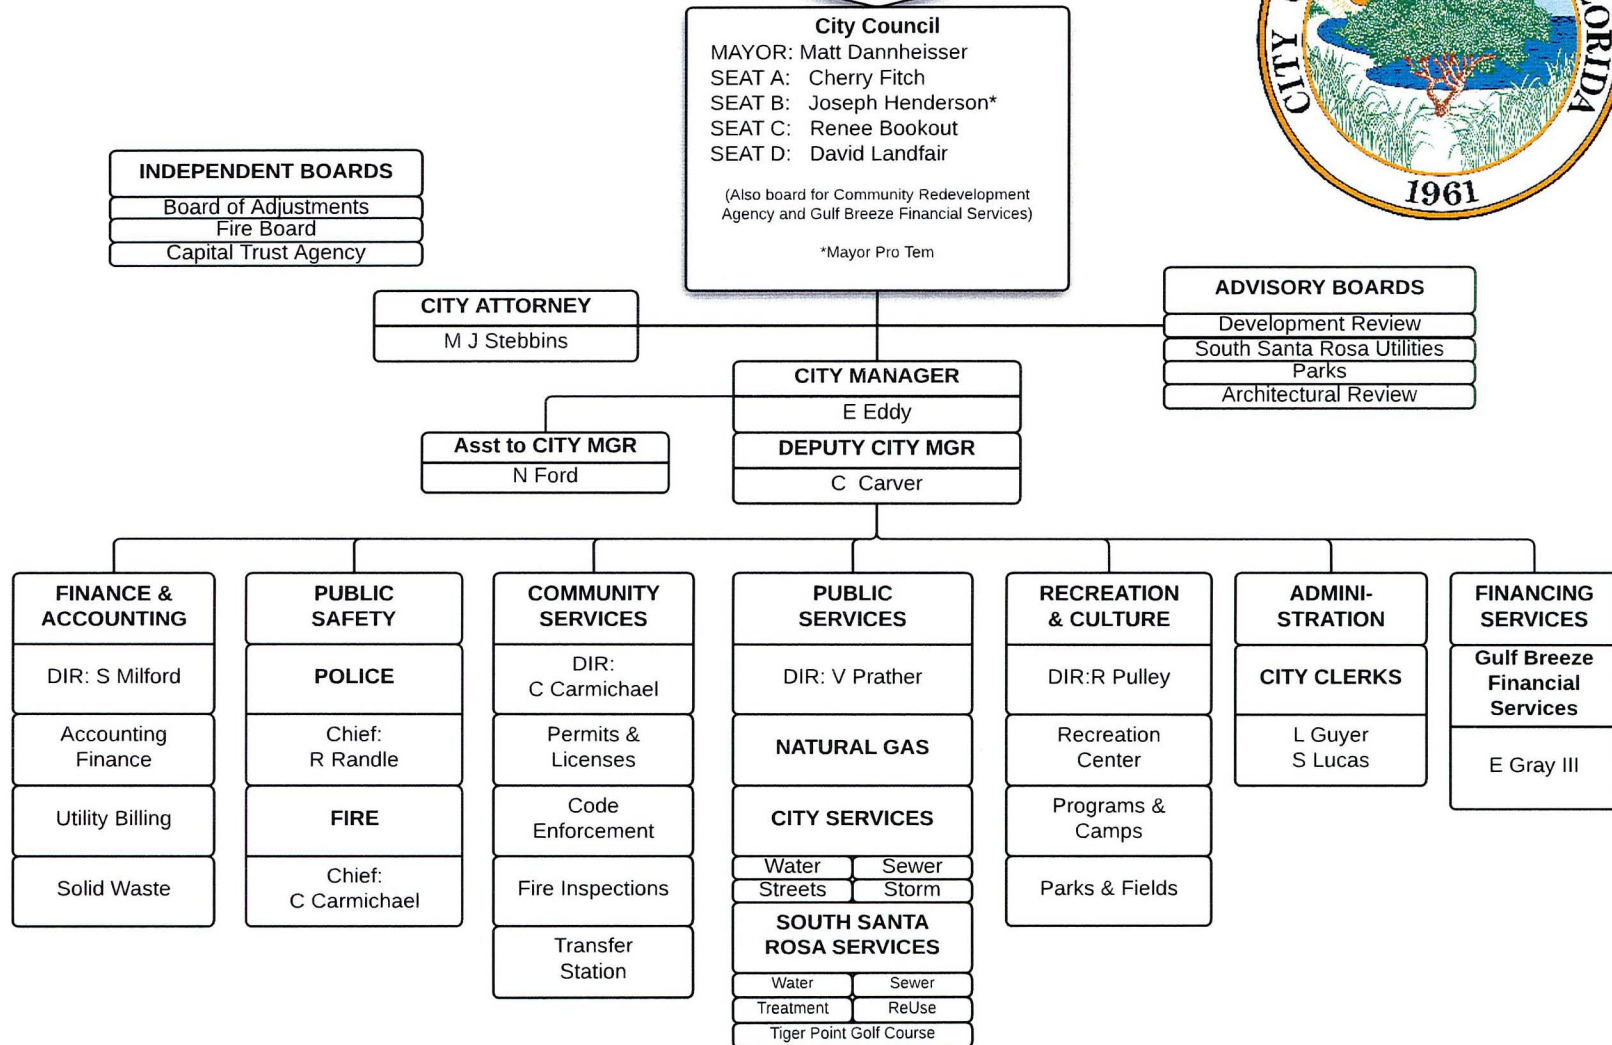 City Council
MAYOR: Matt Dannheisser
SEAT A: Cherry Fitch
SEAT B: Joseph Henderson*
SEAT C: Renee Bookout
SEAT D: David Landfair
(Also board for Community Redevelopment
Agency and Gulf Breeze Financial Services)
*Mayor Pro Tem
CITY
FLORIDA
1961
INDEPENDENT BOARDS
Board of Adjustments
Fire Board
Capital Trust Agency
ADVISORY BOARDS
Development Review
South Santa Rosa Utilities
Parks
Architectural Review
CITY ATTORNEY
M J Stebbins
CITY MANAGER
E Eddy
DEPUTY CITY MGR
C Carver
Asst to CITY MGR
N Ford
FINANCE &
ACCOUNTING
DIR: S Milford
Accounting
Finance
Utility Billing
Solid Waste
PUBLIC
SAFETY
POLICE
Chief:
R Randle
FIRE
Chief:
C Carmichael
COMMUNITY
SERVICES
DIR:
C Carmichael
Permits &
Licenses
Code
Enforcement
Fire Inspections
Transfer
Station
PUBLIC
SERVICES
DIR: V Prather
NATURAL GAS
CITY SERVICES
Water
Sewer
Streets
Storm
SOUTH SANTA
ROSA SERVICES
Water
Sewer
Treatment
ReUse
Tiger Point Golf Course
RECREATION
& CULTURE
DIR:R Pulley
Recreation
Center
Programs &
Camps
Parks & Fields
ADMINI-
STRATION
CITY CLERKS
L Guyer
S Lucas
FINANCING
SERVICES
Gulf Breeze
Financial
Services
E Gray III